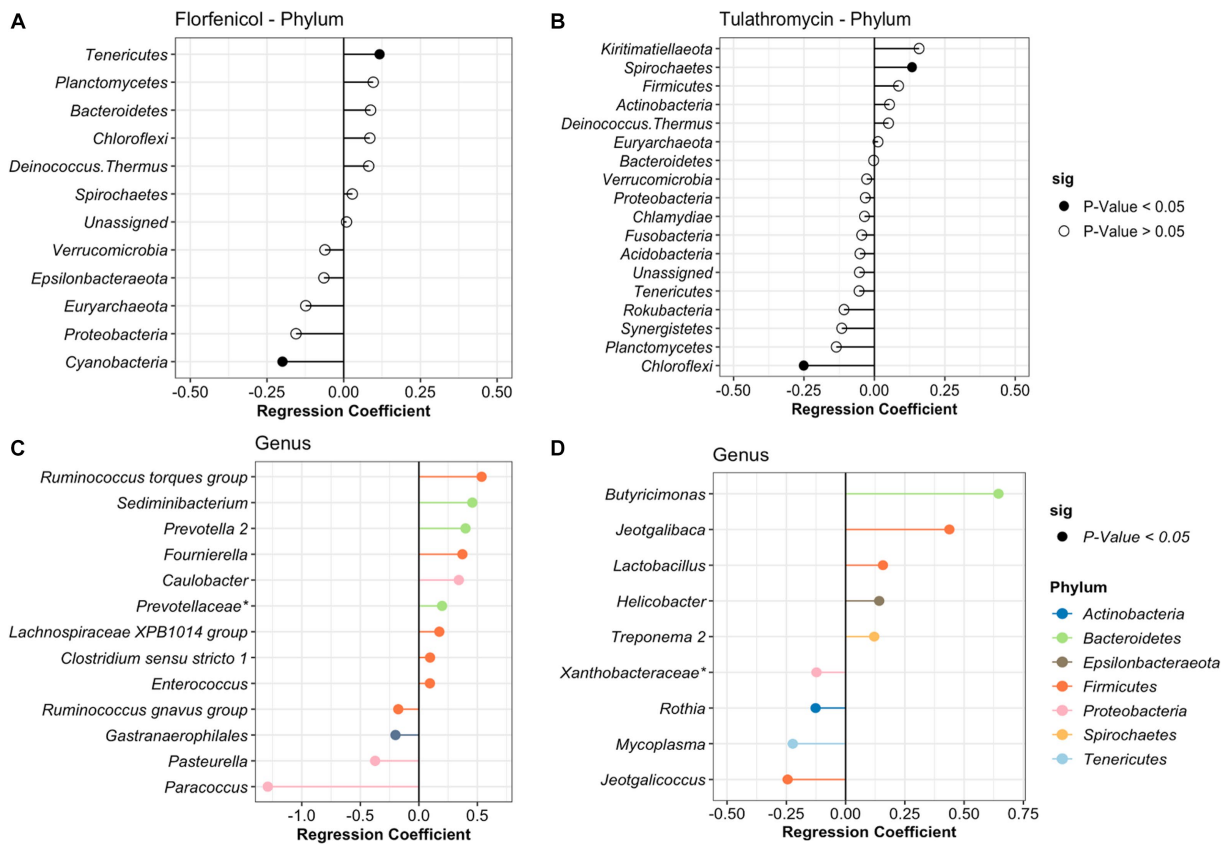 A
Florfenicol - Phylum
Tenericutes
Planctomycetes
Bacteroidetes
Chloroflexi
Deinococcus.Thermus
Spirochaetes
Unassigned
Verrucomicrobia
Epsilonbacteraeota
Euryarchaeota
Proteobacteria
Cyanobacteria
-0.50 -0.25 0.00 0.25 0.50
Regression Coefficient
B
Tulathromycin - Phylum
Kiritimatiellaeota
Spirochaetes
Firmicutes
Actinobacteria
Deinococcus.Thermus
Euryarchaeota
Bacteroidetes
Verrucomicrobia
Proteobacteria
Chlamydiae
Fusobacteria
Acidobacteria
Unassigned
Tenericutes
Rokubacteria
Synergistetes
Planctomycetes
Chloroflexi
-0.50 -0.25 0.00 0.25 0.50
Regression Coefficient
sig
P-Value < 0.05
P-Value > 0.05
C
Genus
Ruminococcus torques group
Sediminibacterium
Prevotella 2
Fournierella
Caulobacter
Prevotellaceae*
Lachnospiraceae XPB1014 group
Clostridium sensu stricto 1
Enterococcus
Ruminococcus gnavus group
Gastranaerophilales
Pasteurella
Paracoccus
-1.0 -0.5 0.0 0.5
Regression Coefficient
D
Genus
Butyricimonas
Jeotgalibaca
Lactobacillus
Helicobacter
Treponema 2
Xanthobacteraceae*
Rothia
Mycoplasma
Jeotgalicoccus
-0.50 -0.25 0.00 0.25 0.50 0.75
Regression Coefficient
sig
P-Value < 0.05
Phylum
Actinobacteria
Bacteroidetes
Epsilonbacteraeota
Firmicutes
Proteobacteria
Spirochaetes
Tenericutes